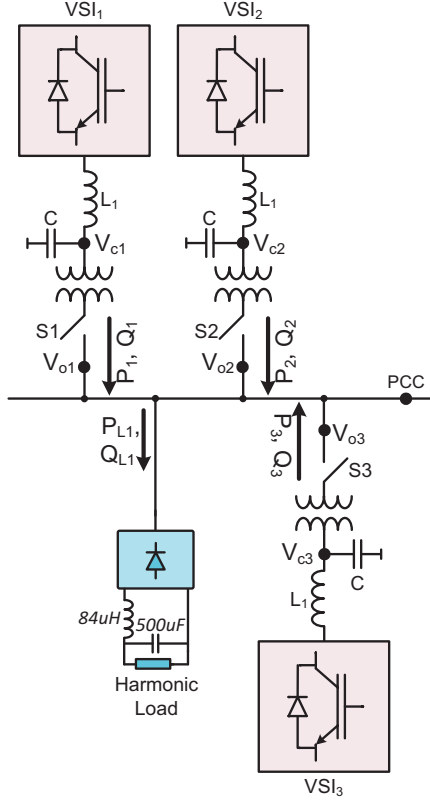 VSI₁
VSI₂
L₁
L₁
C
C
V_c1
V_c2
S1
S2
P₁, Q₁
P₂, Q₂
V_o1
V_o2
PCC
P_L1,
Q_L1
P₃, Q₃
V_o3
S3
V_c3
C
L₁
84uH
500uF
Harmonic
Load
VSI₃